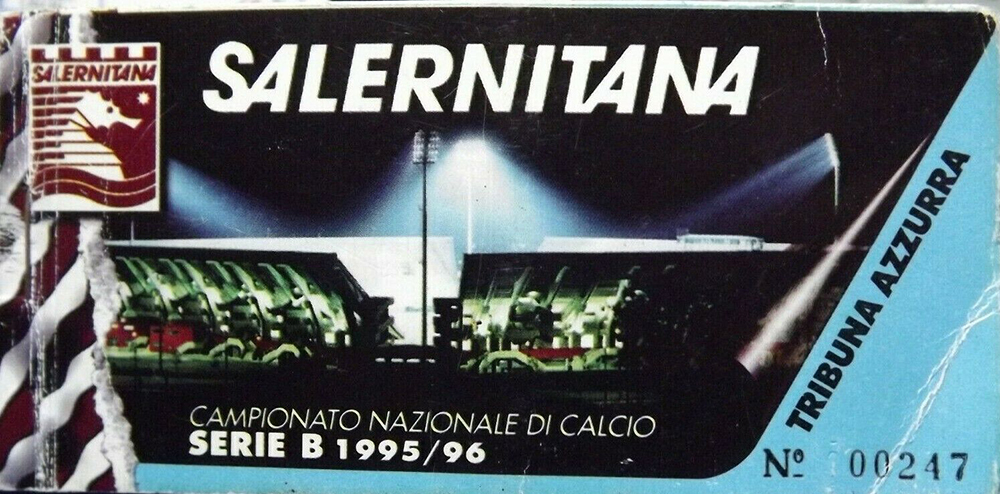 SALERNITANA
SALERNITANA
CAMPIONATO NAZIONALE DI CALCIO
SERIE B 1995/96
TRIBUNA AZZURRA
Nº 00247